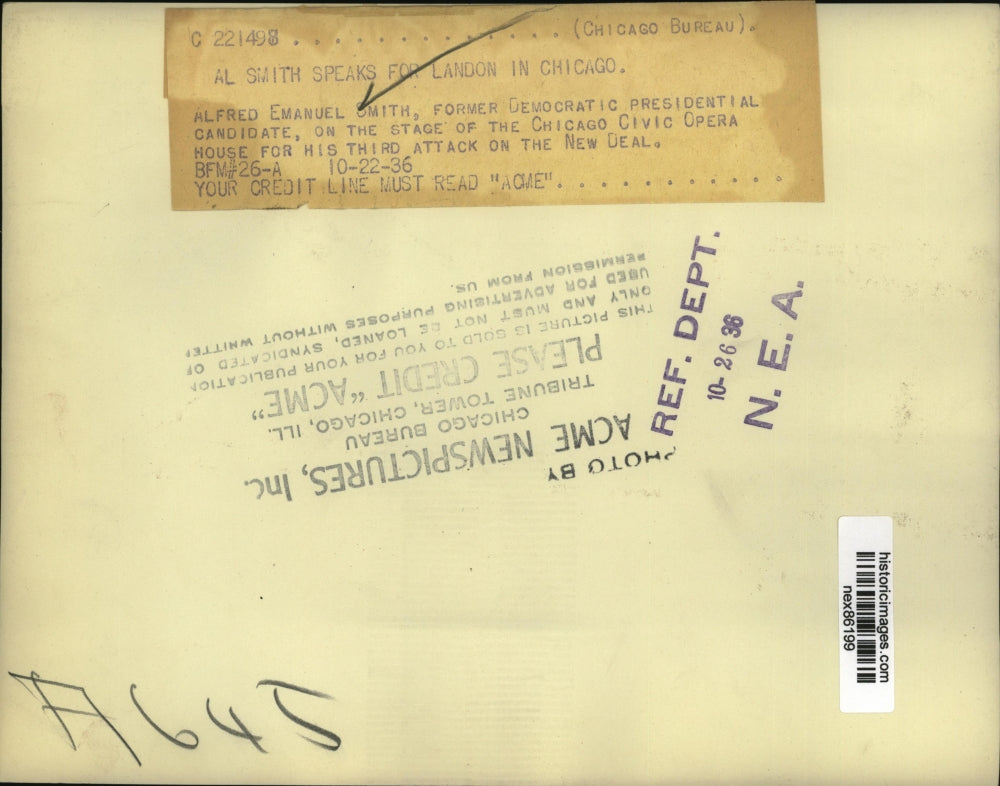 C 221498 . . . . . . . . . . . . . . (CHICAGO BUREAU).
AL SMITH SPEAKS FOR LANDON IN CHICAGO.
ALFRED EMANUEL SMITH, FORMER DEMOCRATIC PRESIDENTIAL
CANDIDATE, ON THE STAGE OF THE CHICAGO CIVIC OPERA
HOUSE FOR HIS THIRD ATTACK ON THE NEW DEAL.
BFM#26-A 10-22-36
YOUR CREDIT LINE MUST READ "ACME". . . . . . . . . . . .
PHOTO BY
ACME NEWSPICTURES, Inc.
CHICAGO BUREAU
TRIBUNE TOWER, CHICAGO, ILL.
PLEASE CREDIT "ACME"
THIS PICTURE IS SOLD TO YOU FOR YOUR PUBLICATION
ONLY AND MUST NOT BE LOANED, SYNDICATED OR
USED FOR ADVERTISING PURPOSES WITHOUT WRITTEN
PERMISSION FROM US.
REF. DEPT.
10-26 36
N. E. A.
historicimages.com
nex86199